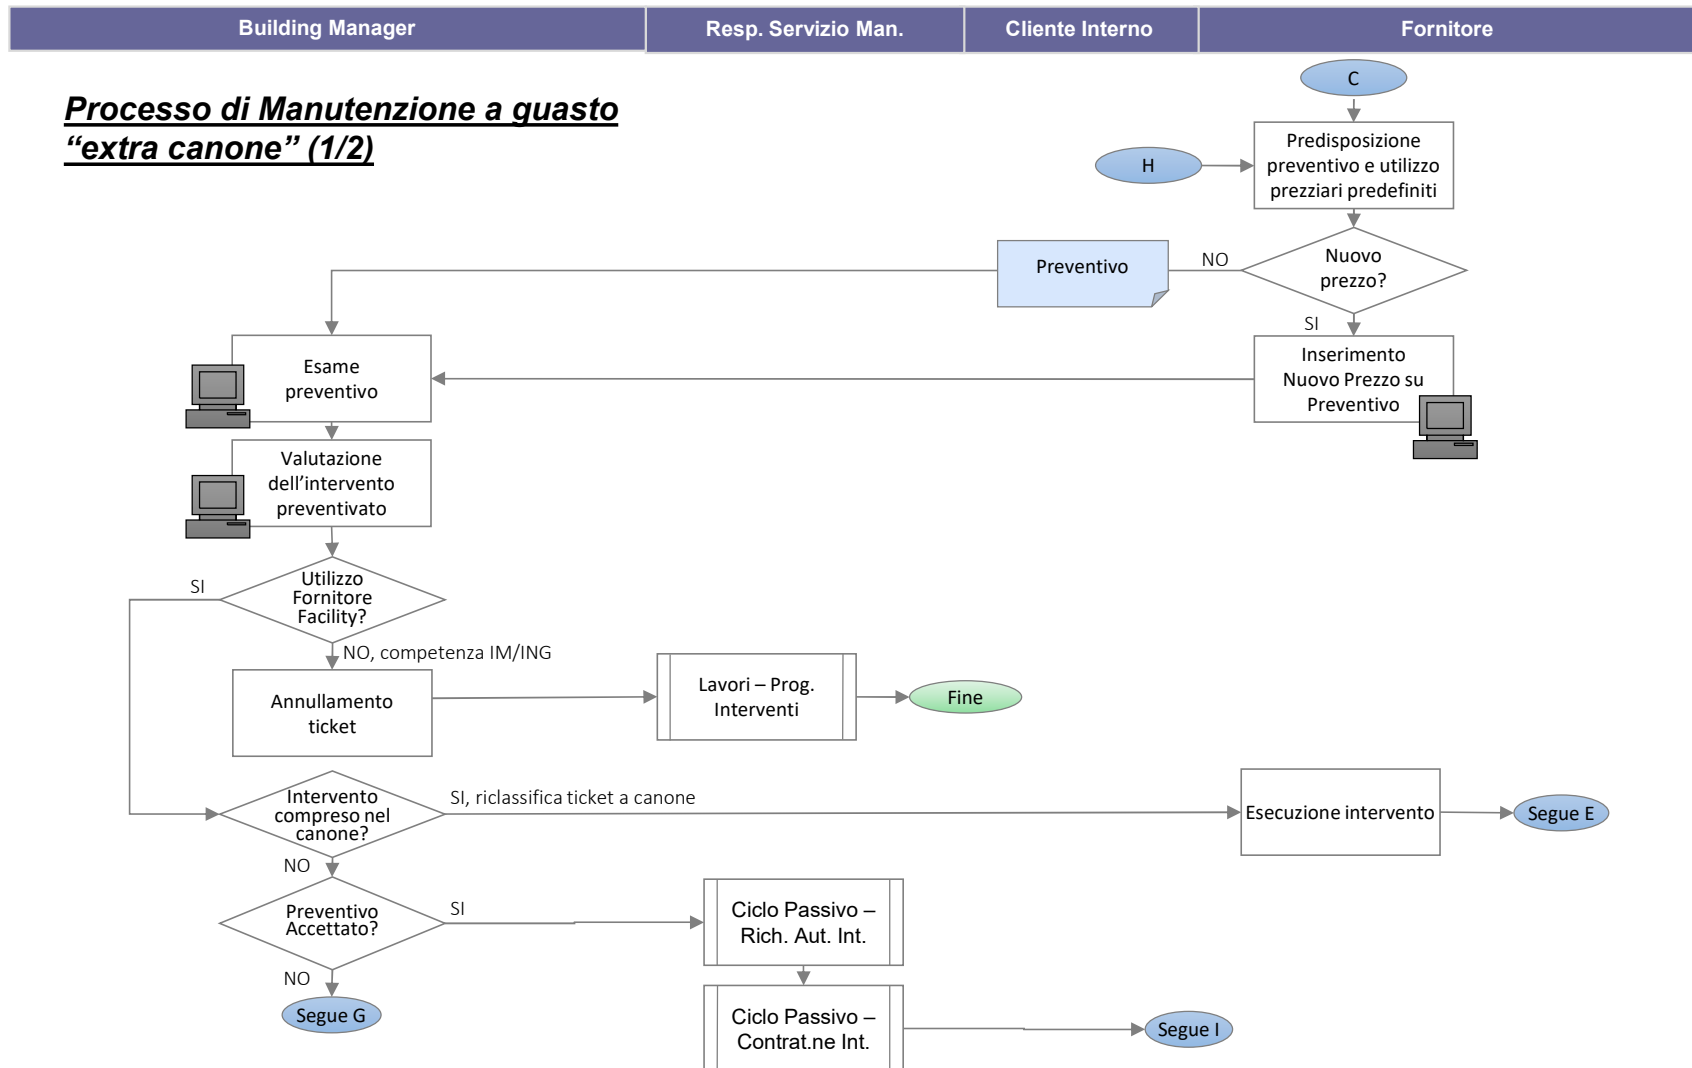 Building Manager
Resp. Servizio Man.
Cliente Interno
Fornitore
Processo di Manutenzione a guasto
“extra canone” (1/2)
C
Predisposizione
preventivo e utilizzo
prezziari predefiniti
H
Nuovo
prezzo?
NO
Preventivo
SI
Inserimento
Nuovo Prezzo su
Preventivo
Esame
preventivo
Valutazione
dell’intervento
preventivato
Utilizzo
Fornitore
Facility?
SI
NO, competenza IM/ING
Annullamento
ticket
Lavori – Prog.
Interventi
Fine
Intervento
compreso nel
canone?
SI, riclassifica ticket a canone
Esecuzione intervento
Segue E
NO
Preventivo
Accettato?
SI
Ciclo Passivo –
Rich. Aut. Int.
NO
Segue G
Ciclo Passivo –
Contrat.ne Int.
Segue I